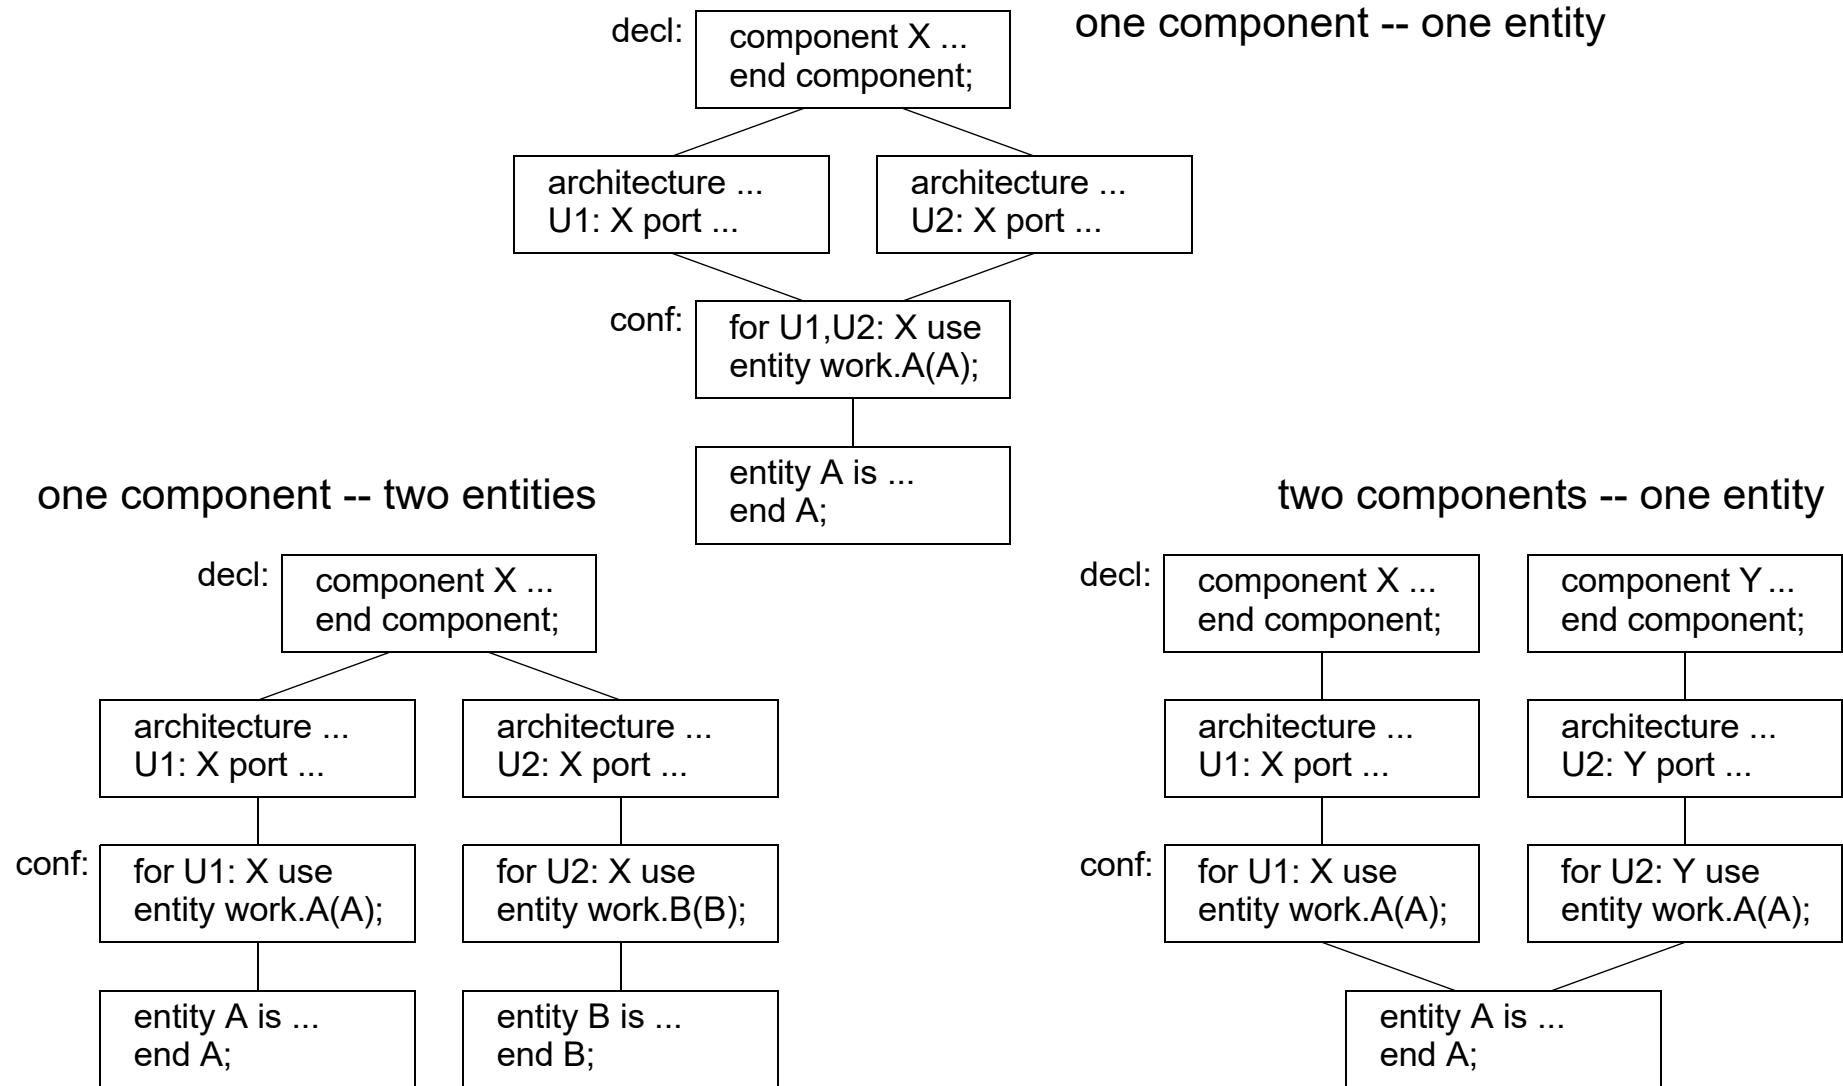 one component -- one entity
decl:
component X ...
end component;
architecture ...
U1: X port ...
architecture ...
U2: X port ...
conf:
for U1,U2: X use
entity work.A(A);
entity A is ...
end A;
one component -- two entities
decl:
component X ...
end component;
architecture ...
U1: X port ...
architecture ...
U2: X port ...
conf:
for U1: X use
entity work.A(A);
for U2: X use
entity work.B(B);
entity A is ...
end A;
entity B is ...
end B;
two components -- one entity
decl:
component X ...
end component;
component Y ...
end component;
architecture ...
U1: X port ...
architecture ...
U2: Y port ...
conf:
for U1: X use
entity work.A(A);
for U2: Y use
entity work.A(A);
entity A is ...
end A;